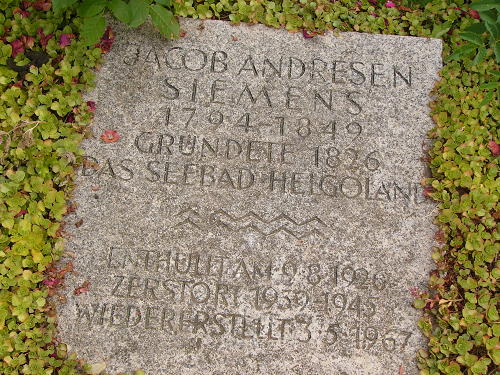 JACOB ANDRESEN
SIEMENS
1794-1849
GRÜNDETE 1826
DAS SEEBAD HELGOLAND
ENTHÜLLT AM 9.8.1926
ZERSTÖRT 1939-1945
WIEDERERSTELLT 3.5.1967